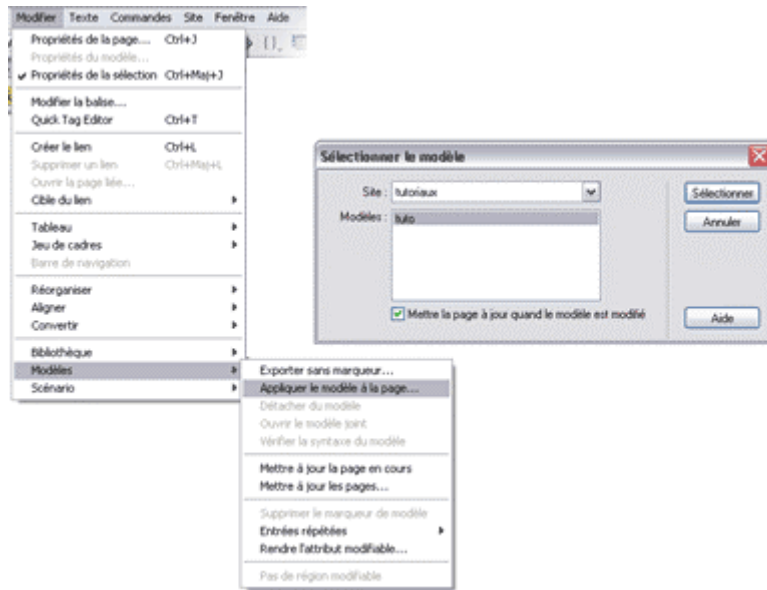 Modifier Texte Commandes Site Fenêtre Aide
Propriétés de la page... Ctrl+J
Propriétés du modèle...
Propriétés de la sélection Ctrl+Maj+J
Modifier la balise...
Quick Tag Editor Ctrl+T
Créer le lien Ctrl+L
Supprimer un lien Ctrl+Maj+L
Ouvrir la page liée...
Cible du lien
Tableau
Jeu de cadres
Barre de navigation
Réorganiser
Aligner
Convertir
Bibliothèque
Modèles
Scénario
Exporter sans marqueur...
Appliquer le modèle à la page...
Détacher du modèle
Ouvrir le modèle joint
Vérifier la syntaxe du modèle
Mettre à jour la page en cours
Mettre à jour les pages...
Supprimer le marqueur de modèle
Entrées répétées
Rendre l'attribut modifiable...
Pas de région modifiable
Sélectionner le modèle
Site : tutoriaux
Sélectionner
Modèles : tuto
Annuler
Mettre la page à jour quand le modèle est modifié
Aide